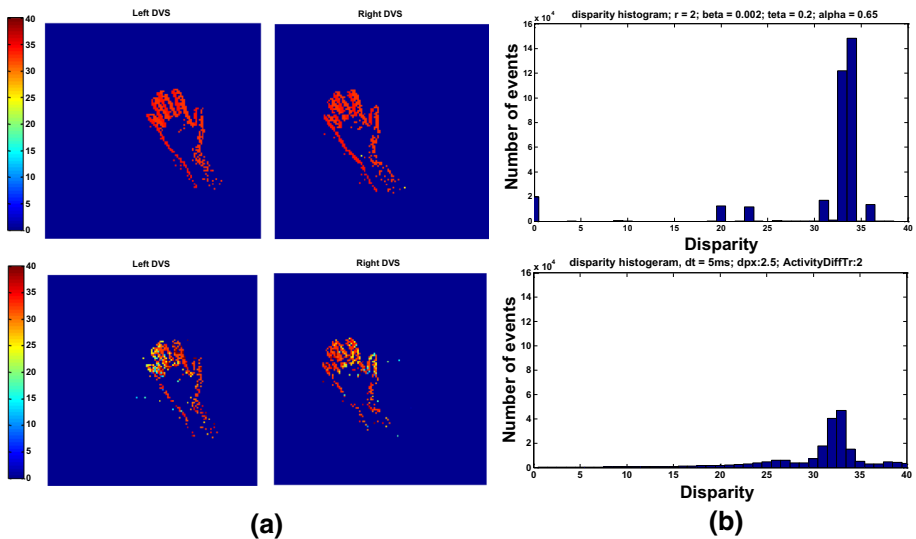 Left DVS
Right DVS
40
35
30
25
20
15
10
5
0
x 10⁴
disparity histogram; r = 2; beta = 0.002; teta = 0.2; alpha = 0.65
16
14
12
10
8
6
4
2
0
Number of events
0 5 10 15 20 25 30 35 40
Disparity
Left DVS
Right DVS
40
35
30
25
20
15
10
5
0
x 10⁴
disparity histogeram, dt = 5ms; dpx:2.5; ActivityDiffTr:2
16
14
12
10
8
6
4
2
0
Number of events
0 5 10 15 20 25 30 35 40
Disparity
(a)
(b)